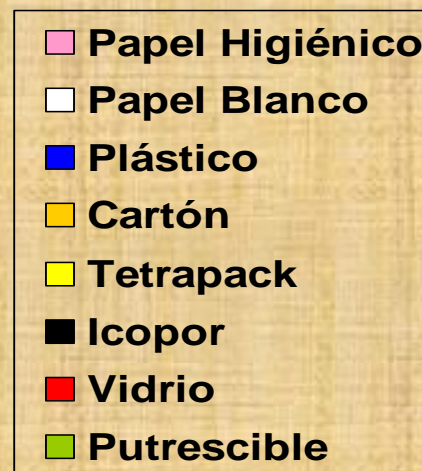 Papel Higiénico
Papel Blanco
Plástico
Cartón
Tetrapack
Icopor
Vidrio
Putrescible